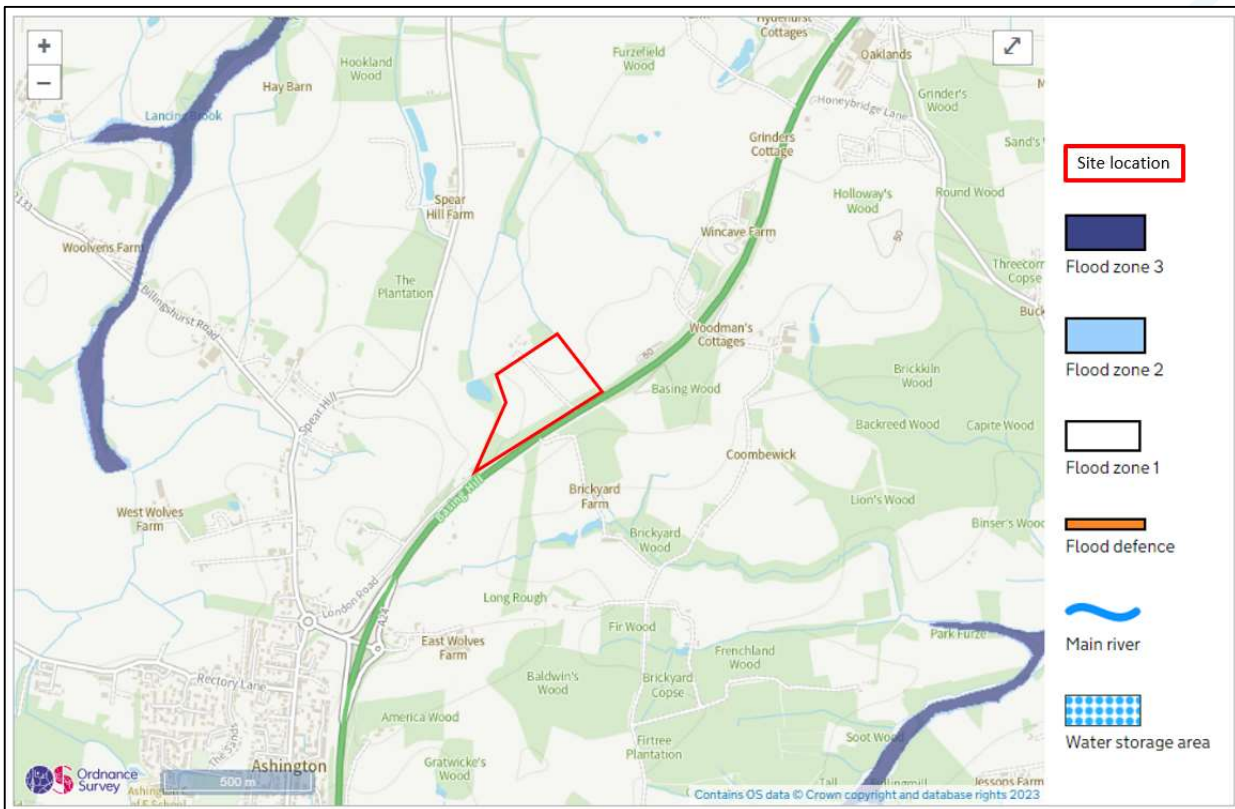 +
−
Hydehurst
Cottages
Oaklands
Furzefield
Wood
Hookland
Wood
Hay Barn
Grinder's
Wood
Honeybridge Lane
Lancing Brook
Grinders
Cottage
Sand's
Holloway's
Wood
Round Wood
Spear
Hill Farm
Woolvens Farm
Wincave Farm
50
Threecorn
Copse
The
Plantation
Billingshurst Road
Woodman's
Cottages
50
Basing Wood
Brickkiln
Wood
Spear Hill
Backreed Wood
Capite Wood
Coombewick
Basing Hill
Brickyard
Farm
Lion's Wood
West Wolves
Farm
Binser's Wood
Brickyard
Wood
London Road
A24
Long Rough
Fir Wood
Park Furze
East Wolves
Farm
Frenchland
Wood
Rectory Lane
Baldwin's
Wood
Brickyard
Copse
The Sands
America Wood
Firtree
Plantation
Soot Wood
Ashington
Gratwicke's
Wood
Ordnance
Survey
500 m
Contains OS data © Crown copyright and database rights 2023
Site location
Flood zone 3
Flood zone 2
Flood zone 1
Flood defence
Main river
Water storage area